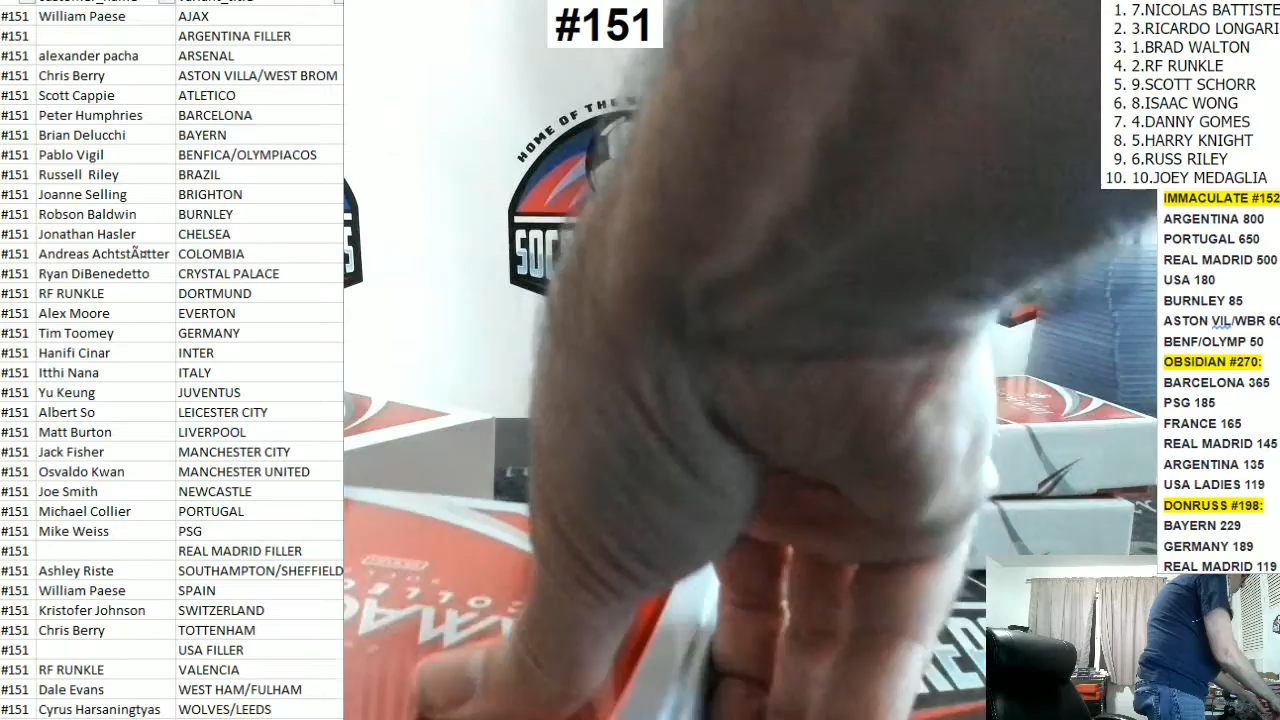 #151 William Paese AJAX
#151 ARGENTINA FILLER
#151 alexander pacha ARSENAL
#151 Chris Berry ASTON VILLA/WEST BROM
#151 Scott Cappie ATLETICO
#151 Peter Humphries BARCELONA
#151 Brian Delucchi BAYERN
#151 Pablo Vigil BENFICA/OLYMPIACOS
#151 Russell Riley BRAZIL
#151 Joanne Selling BRIGHTON
#151 Robson Baldwin BURNLEY
#151 Jonathan Hasler CHELSEA
#151 Andreas AchtstÃ¤tter COLOMBIA
#151 Ryan DiBenedetto CRYSTAL PALACE
#151 RF RUNKLE DORTMUND
#151 Alex Moore EVERTON
#151 Tim Toomey GERMANY
#151 Hanifi Cinar INTER
#151 Itthi Nana ITALY
#151 Yu Keung JUVENTUS
#151 Albert So LEICESTER CITY
#151 Matt Burton LIVERPOOL
#151 Jack Fisher MANCHESTER CITY
#151 Osvaldo Kwan MANCHESTER UNITED
#151 Joe Smith NEWCASTLE
#151 Michael Collier PORTUGAL
#151 Mike Weiss PSG
#151 REAL MADRID FILLER
#151 Ashley Riste SOUTHAMPTON/SHEFFIELD
#151 William Paese SPAIN
#151 Kristofer Johnson SWITZERLAND
#151 Chris Berry TOTTENHAM
#151 USA FILLER
#151 RF RUNKLE VALENCIA
#151 Dale Evans WEST HAM/FULHAM
#151 Cyrus Harsaningtyas WOLVES/LEEDS
#151
HOME OF THE
SOC
1. 7.NICOLAS BATTISTE
2. 3.RICARDO LONGARI
3. 1.BRAD WALTON
4. 2.RF RUNKLE
5. 9.SCOTT SCHORR
6. 8.ISAAC WONG
7. 4.DANNY GOMES
8. 5.HARRY KNIGHT
9. 6.RUSS RILEY
10. 10.JOEY MEDAGLIA
IMMACULATE #152
ARGENTINA 800
PORTUGAL 650
REAL MADRID 500
USA 180
BURNLEY 85
ASTON VIL/WBR 60
BENF/OLYMP 50
OBSIDIAN #270:
BARCELONA 365
PSG 185
FRANCE 165
REAL MADRID 145
ARGENTINA 135
USA LADIES 119
DONRUSS #198:
BAYERN 229
GERMANY 189
REAL MADRID 119